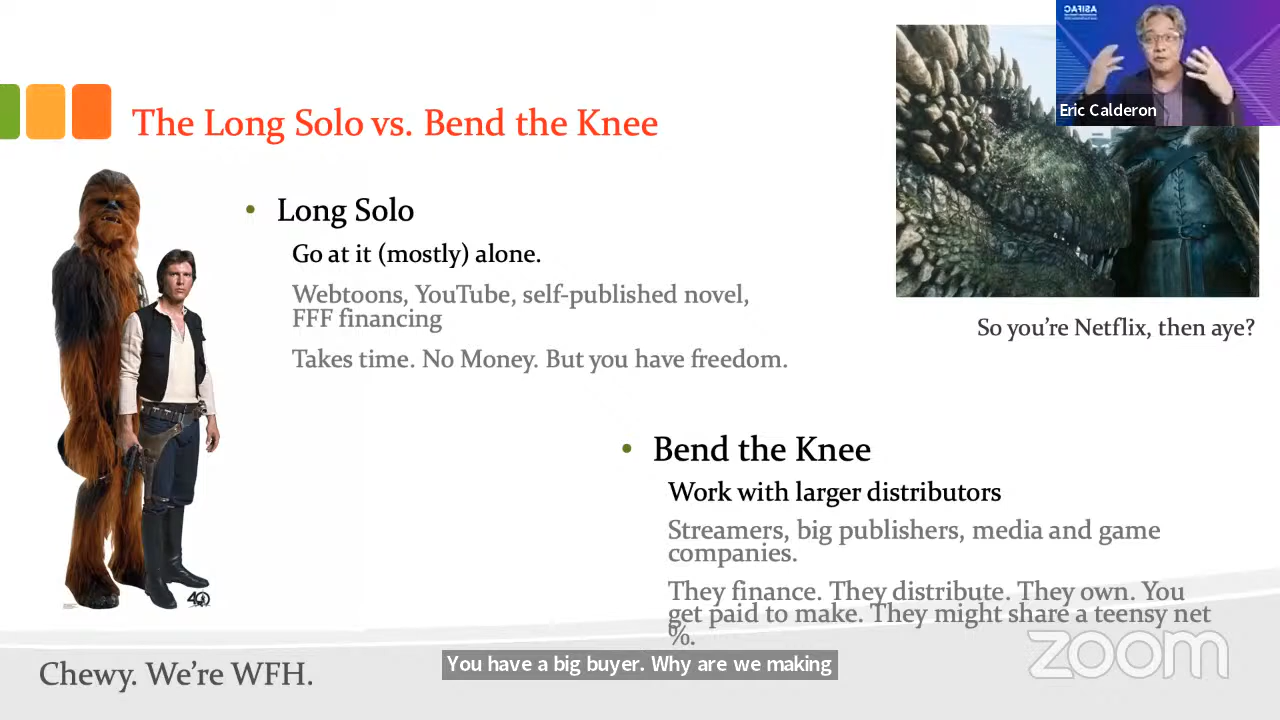 ASIFAC
Eric Calderon
The Long Solo vs. Bend the Knee
• Long Solo
Go at it (mostly) alone.
Webtoons, YouTube, self-published novel,
FFF financing
Takes time. No Money. But you have freedom.
So you're Netflix, then aye?
• Bend the Knee
Work with larger distributors
Streamers, big publishers, media and game
companies.
They finance. They distribute. They own. You
get paid to make. They might share a teensy net
%.
40
Chewy. We're WFH.
You have a big buyer. Why are we making
zoom